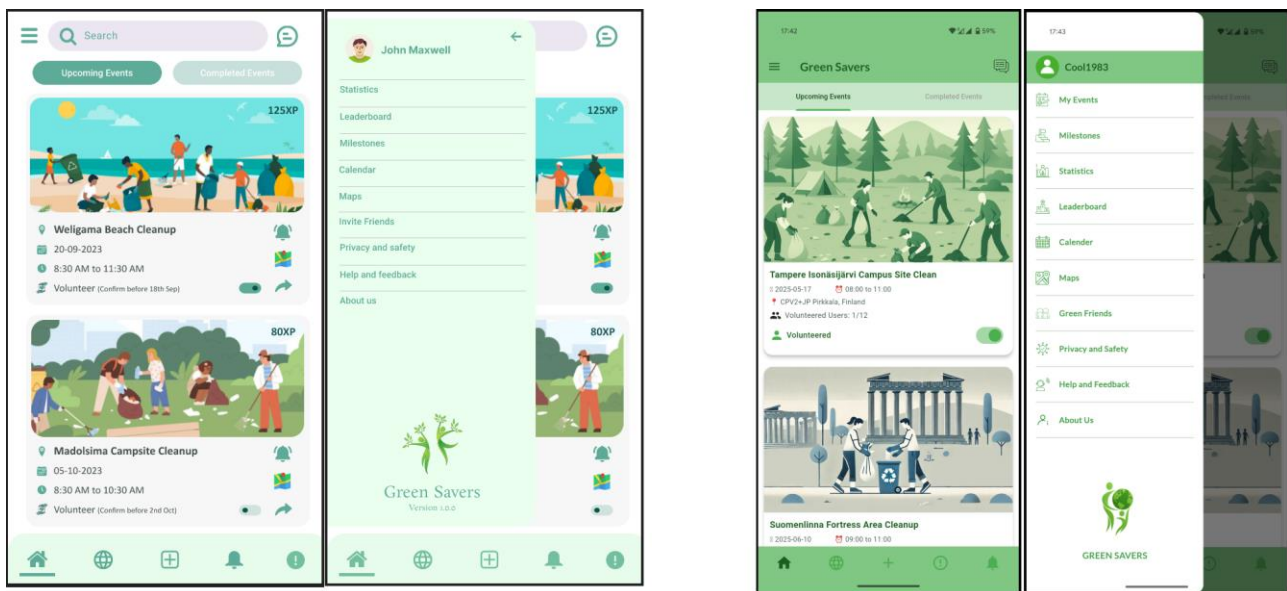 Search
Upcoming Events
Completed Events
125XP
Weligama Beach Cleanup
20-09-2023
8:30 AM to 11:30 AM
Volunteer (Confirm before 18th Sep)
80XP
Madolsima Campsite Cleanup
05-10-2023
8:30 AM to 10:30 AM
Volunteer (Confirm before 2nd Oct)
John Maxwell
Statistics
Leaderboard
Milestones
Calendar
Maps
Invite Friends
Privacy and safety
Help and feedback
About us
Green Savers
Version 1.0.0
125XP
80XP
17:42
59%
Green Savers
Upcoming Events
Completed Events
Tampere Isonäsijärvi Campus Site Clean
2025-05-17 08:00 to 11:00
CPV2+JP Pirkkala, Finland
Volunteered Users: 1/12
Volunteered
Suomenlinna Fortress Area Cleanup
2025-06-10 09:00 to 11:00
17:43
59%
Cool1983
My Events
Milestones
Statistics
Leaderboard
Calender
Maps
Green Friends
Privacy and Safety
Help and Feedback
About Us
GREEN SAVERS